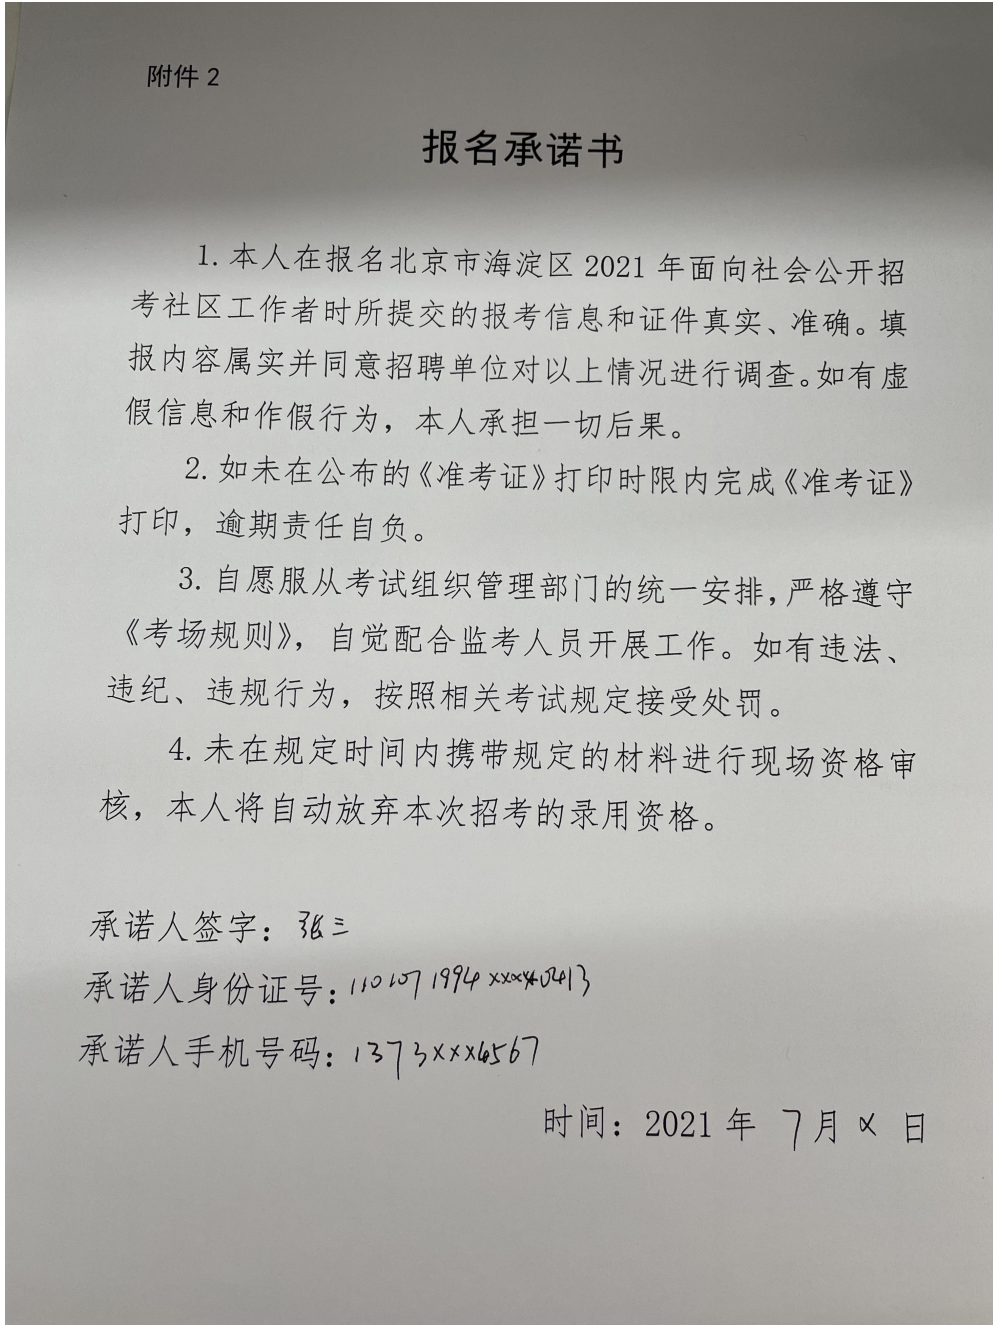 附件 2
报名承诺书
1.本人在报名北京市海淀区 2021 年面向社会公开招
考社区工作者时所提交的报考信息和证件真实、准确。填
报内容属实并同意招聘单位对以上情况进行调查。如有虚
假信息和作假行为，本人承担一切后果。
2.如未在公布的《准考证》打印时限内完成《准考证》
打印，逾期责任自负。
3.自愿服从考试组织管理部门的统一安排，严格遵守
《考场规则》，自觉配合监考人员开展工作。如有违法、
违纪、违规行为，按照相关考试规定接受处罚。
4.未在规定时间内携带规定的材料进行现场资格审
核，本人将自动放弃本次招考的录用资格。
承诺人签字：张三
承诺人身份证号：1101071994xxxx0413
承诺人手机号码：1373xxx4567
时间：2021 年 7 月 x 日